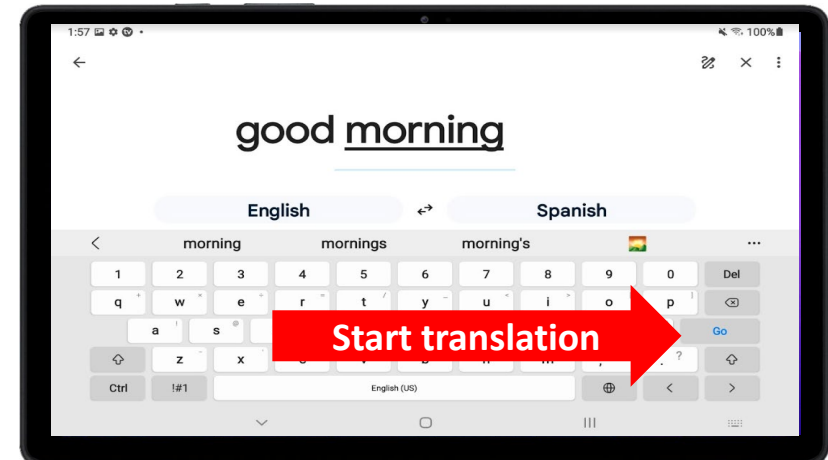 1:57 100%
good morning
English Spanish
morning mornings morning's ...
1 2 3 4 5 6 7 8 9 0 Del
q w e r t y u i o p
a s Start translation Go
z x ?
Ctrl !#1 English (US) < >